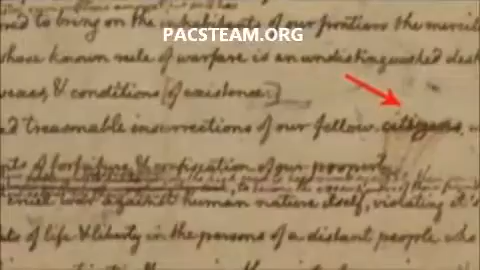 to bring on the inhabitants of our frontiers the merciless
PACSTEAM.ORG
whose known rule of warfare is an undistinguished
sexes, & conditions [of existence:]
treasonable insurrections of our fellow citizens,
of forfeiture & confiscation of our property
cruel war against human nature itself, violating it's
of life & liberty in the persons of a distant people who